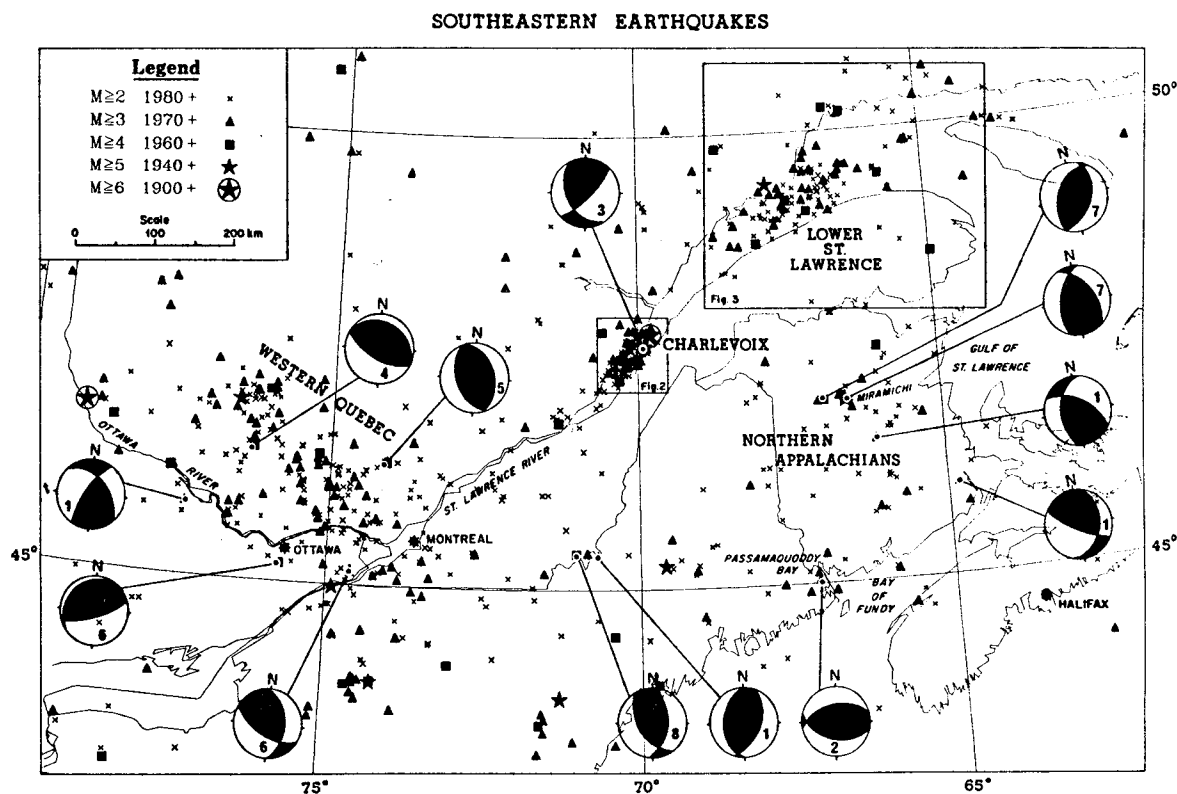 SOUTHEASTERN EARTHQUAKES
Legend
M≧2 1980 +
M≧3 1970 +
M≧4 1960 +
M≧5 1940 +
M≧6 1900 +
Scale
0 100 200 km
50°
N
3
N
7
LOWER
ST.
LAWRENCE
Fig. 3
N
7
N
4
CHARLEVOIX
Fig. 2
GULF OF
ST. LAWRENCE
WESTERN QUEBEC
N
5
MIRAMICHI
N
1
OTTAWA
RIVER
NORTHERN
APPALACHIANS
N
1
ST. LAWRENCE RIVER
N
1
OTTAWA
MONTREAL
45°
45°
PASSAMAQUODDY
BAY
BAY
OF
FUNDY
HALIFAX
N
6
N
6
N
8
N
1
N
2
75°
70°
65°